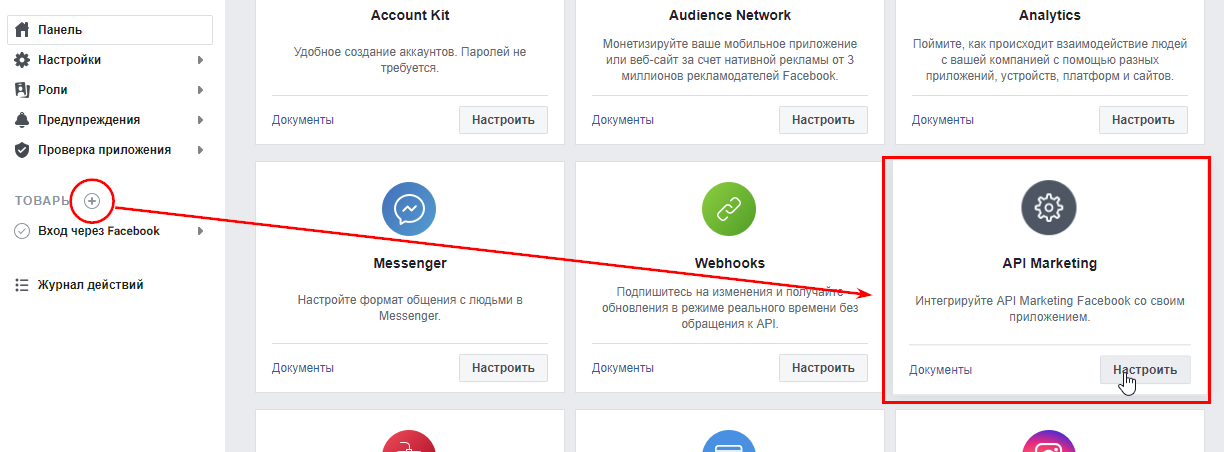 Панель
Настройки
Роли
Предупреждения
Проверка приложения
ТОВАРЫ
Вход через Facebook
Журнал действий
Account Kit
Удобное создание аккаунтов. Паролей не
требуется.
Документы
Настроить
Audience Network
Монетизируйте ваше мобильное приложение
или веб-сайт за счет нативной рекламы от 3
миллионов рекламодателей Facebook.
Документы
Настроить
Analytics
Поймите, как происходит взаимодействие людей
с вашей компанией с помощью разных
приложений, устройств, платформ и сайтов.
Документы
Настроить
Messenger
Настройте формат общения с людьми в
Messenger.
Документы
Настроить
Webhooks
Подпишитесь на изменения и получайте
обновления в режиме реального времени без
обращения к API.
Документы
Настроить
API Marketing
Интегрируйте API Marketing Facebook со своим
приложением.
Документы
Настроить